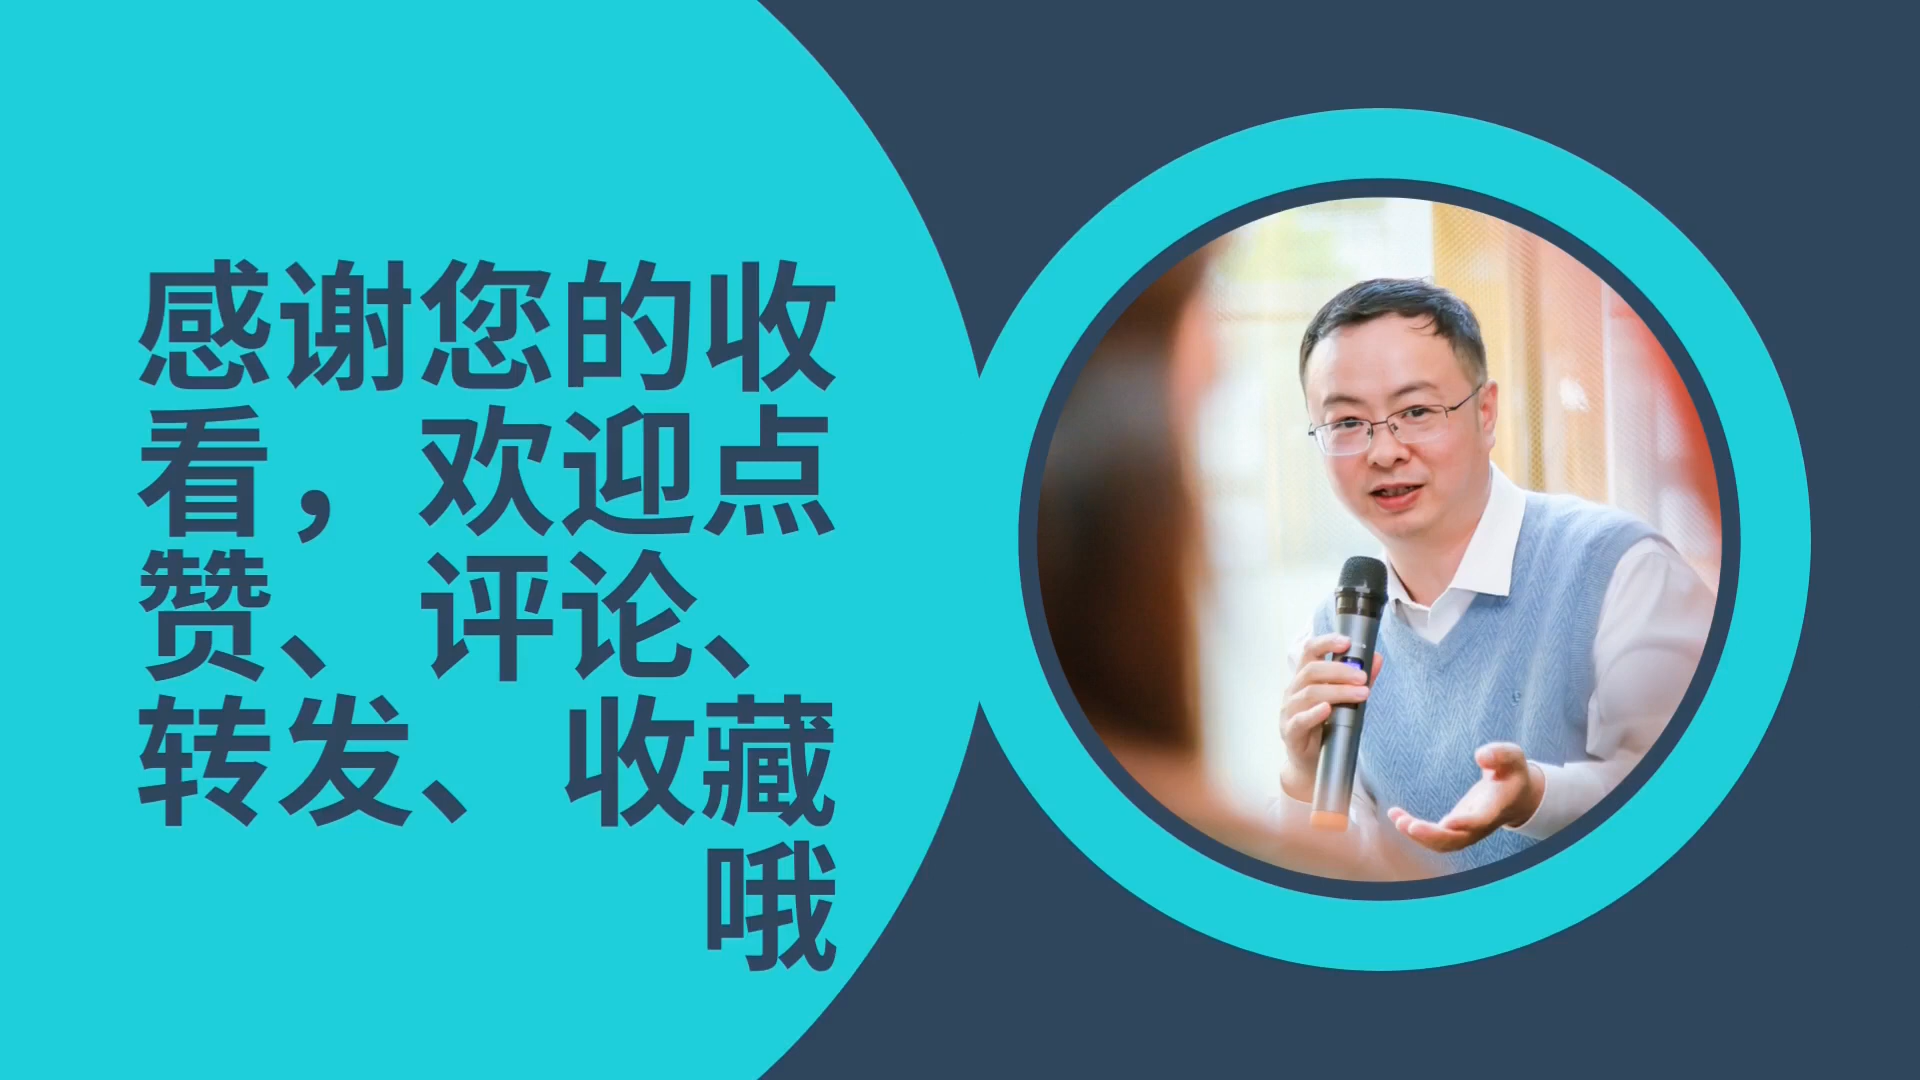 感谢您的收
看，欢迎点
赞、评论、
转发、收藏
哦